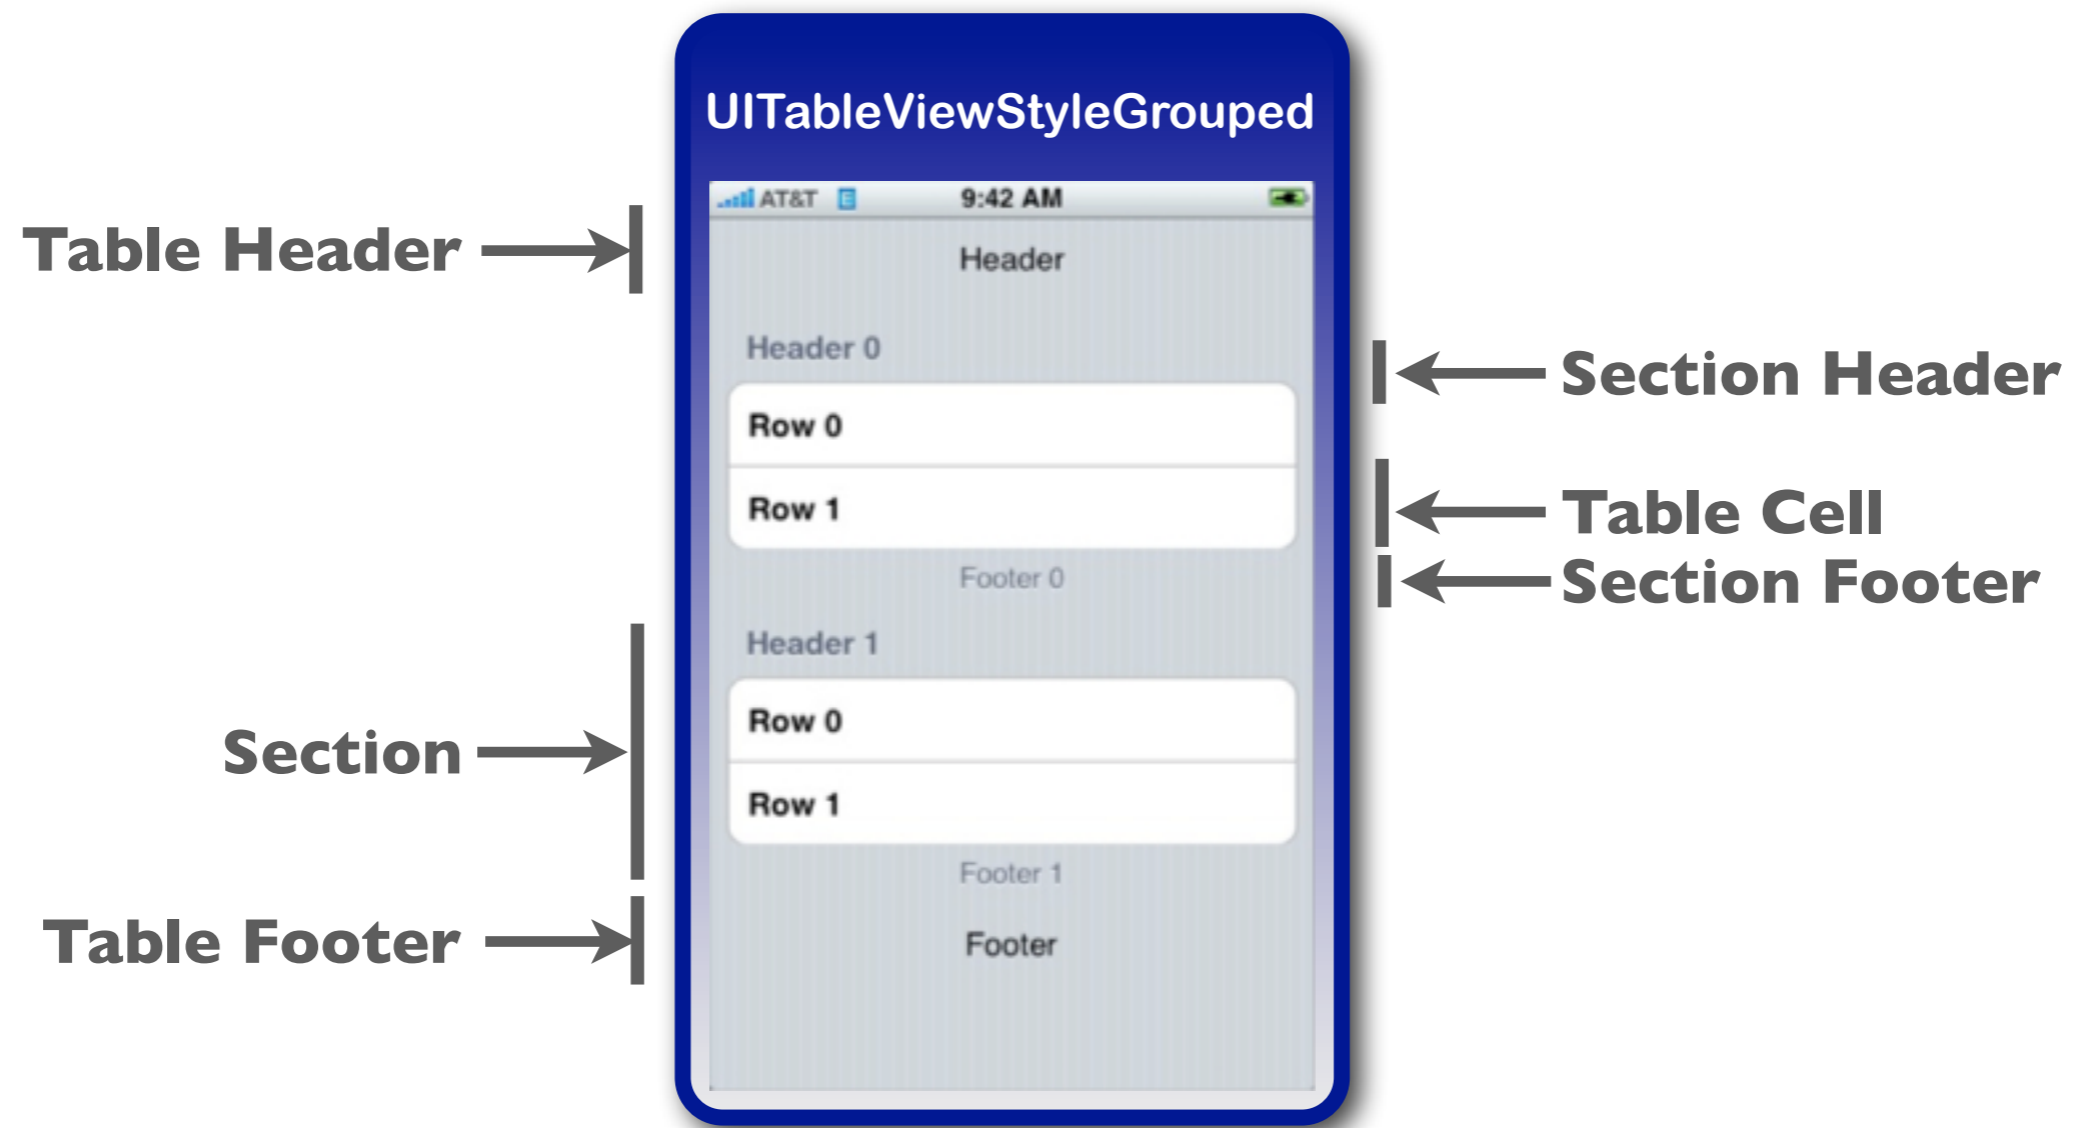 UITableViewStyleGrouped
AT&T E 9:42 AM
Table Header
Header
Header 0
Section Header
Row 0
Row 1
Table Cell
Footer 0
Section Footer
Header 1
Row 0
Section
Row 1
Footer 1
Table Footer
Footer